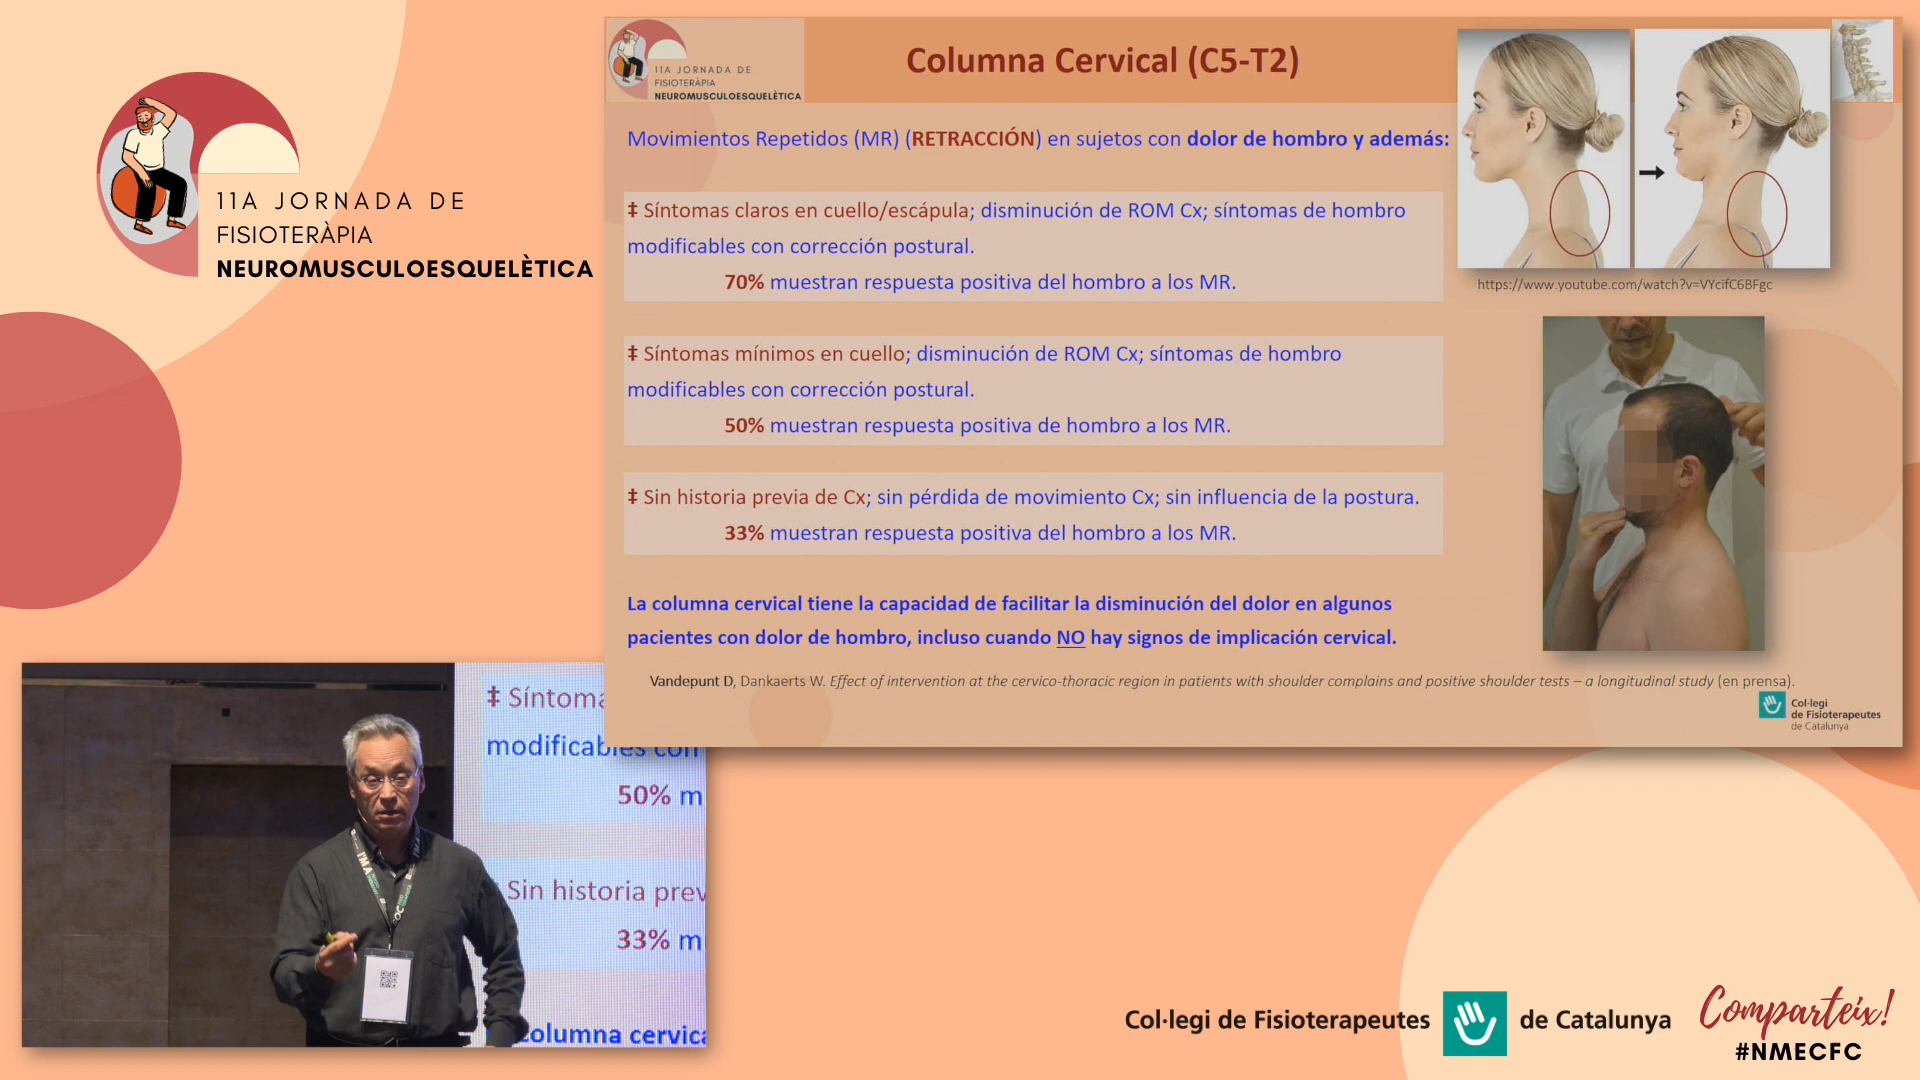 11A JORNADA DE
FISIOTERÀPIA
NEUROMUSCULOESQUELÈTICA
11A JORNADA DE
FISIOTERÀPIA
NEUROMUSCULOESQUELÈTICA
Columna Cervical (C5-T2)
Movimientos Repetidos (MR) (RETRACCIÓN) en sujetos con dolor de hombro y además:
‡ Síntomas claros en cuello/escápula; disminución de ROM Cx; síntomas de hombro
modificables con corrección postural.
70% muestran respuesta positiva del hombro a los MR.
‡ Síntomas mínimos en cuello; disminución de ROM Cx; síntomas de hombro
modificables con corrección postural.
50% muestran respuesta positiva de hombro a los MR.
‡ Sin historia previa de Cx; sin pérdida de movimiento Cx; sin influencia de la postura.
33% muestran respuesta positiva del hombro a los MR.
La columna cervical tiene la capacidad de facilitar la disminución del dolor en algunos
pacientes con dolor de hombro, incluso cuando NO hay signos de implicación cervical.
Vandepunt D, Dankaerts W. Effect of intervention at the cervico-thoracic region in patients with shoulder complains and positive shoulder tests – a longitudinal study (en prensa).
https://www.youtube.com/watch?v=VYcifC6BFgc
Col·legi
de Fisioterapeutes
de Catalunya
‡ Síntoma
modificables con
50% m
Sin historia prev
33% m
columna cervica
I'M A
Col·legi de Fisioterapeutes de Catalunya
Comparteix!
#NMECFC